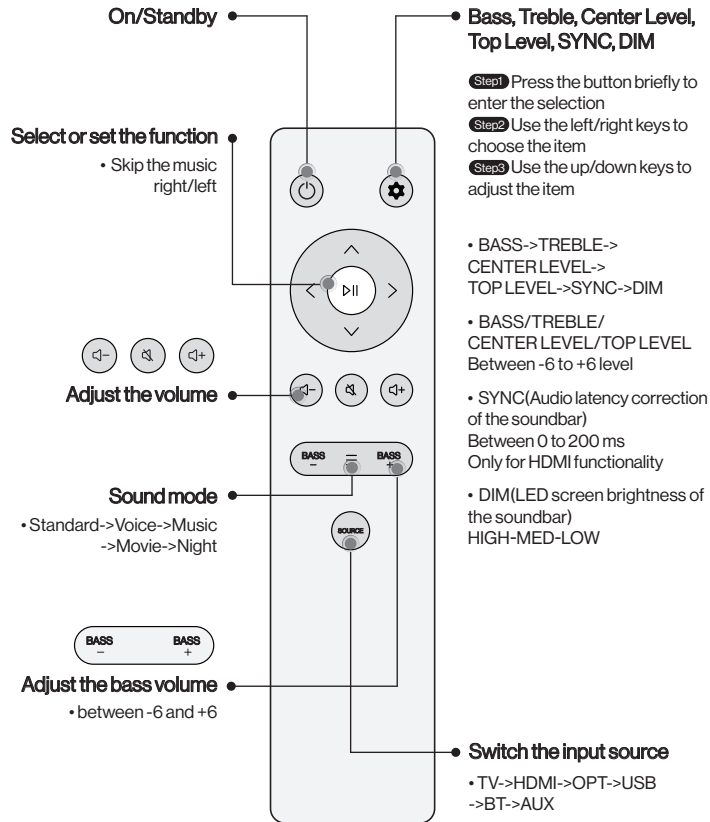 On/Standby
Bass, Treble, Center Level,
Top Level, SYNC, DIM
Step1 Press the button briefly to
enter the selection
Step2 Use the left/right keys to
choose the item
Step3 Use the up/down keys to
adjust the item
• BASS->TREBLE->
CENTER LEVEL->
TOP LEVEL->SYNC->DIM
• BASS/TREBLE/
CENTER LEVEL/TOP LEVEL
Between -6 to +6 level
• SYNC(Audio latency correction
of the soundbar)
Between 0 to 200 ms
Only for HDMI functionality
• DIM(LED screen brightness of
the soundbar)
HIGH-MED-LOW
Select or set the function
• Skip the music
right/left
Adjust the volume
BASS BASS
− +
Sound mode
• Standard->Voice->Music
->Movie->Night
SOURCE
BASS BASS
− +
Adjust the bass volume
• between -6 and +6
Switch the input source
• TV->HDMI->OPT->USB
->BT->AUX